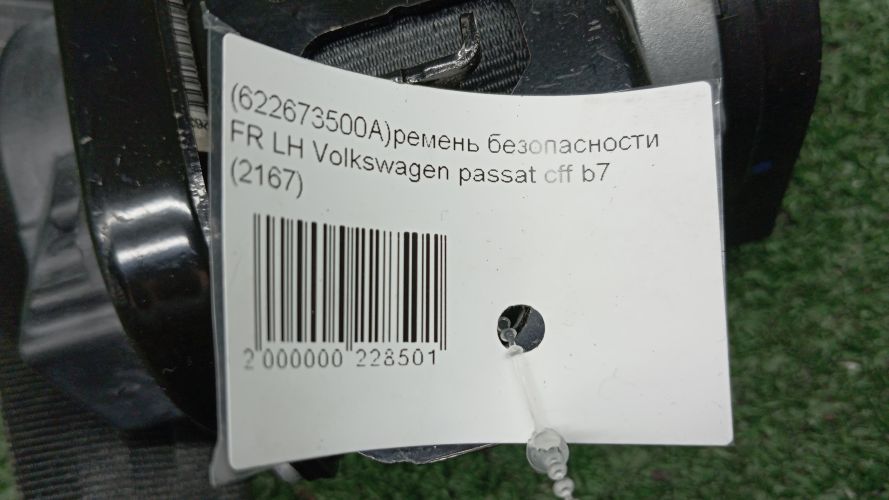 (622673500A)ремень безопасности
FR LH Volkswagen passat cff b7
(2167)
2 000000 228501